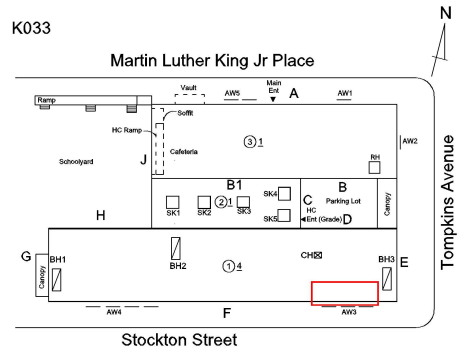 K033
N
Martin Luther King Jr Place
Vault
Main
Ent
AW5
A
AW1
Ramp
Soffit
HC Ramp
3 1
AW2
J
Cafeteria
Schoolyard
RH
B1
B
SK4
C
Parking Lot
Canopy
SK1
SK2
2 1
SK3
HC
SK5
Ent (Grade)
D
H
Tompkins Avenue
G
BH1
BH2
CH
BH3
E
Canopy
1 4
AW4
F
AW3
Stockton Street